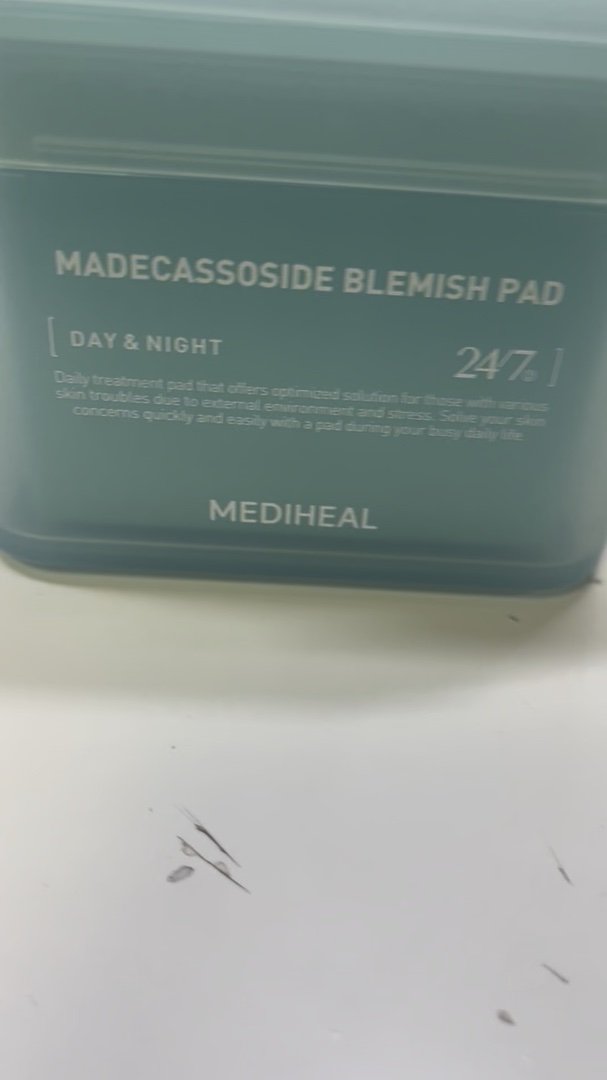 MADECASSOSIDE BLEMISH PAD
[ DAY & NIGHT 24/7 ]
Daily treatment pad that offers optimized solution for those with various
skin troubles due to external environment and stress. Solve your skin
concerns quickly and easily with a pad during your busy daily life.
MEDIHEAL